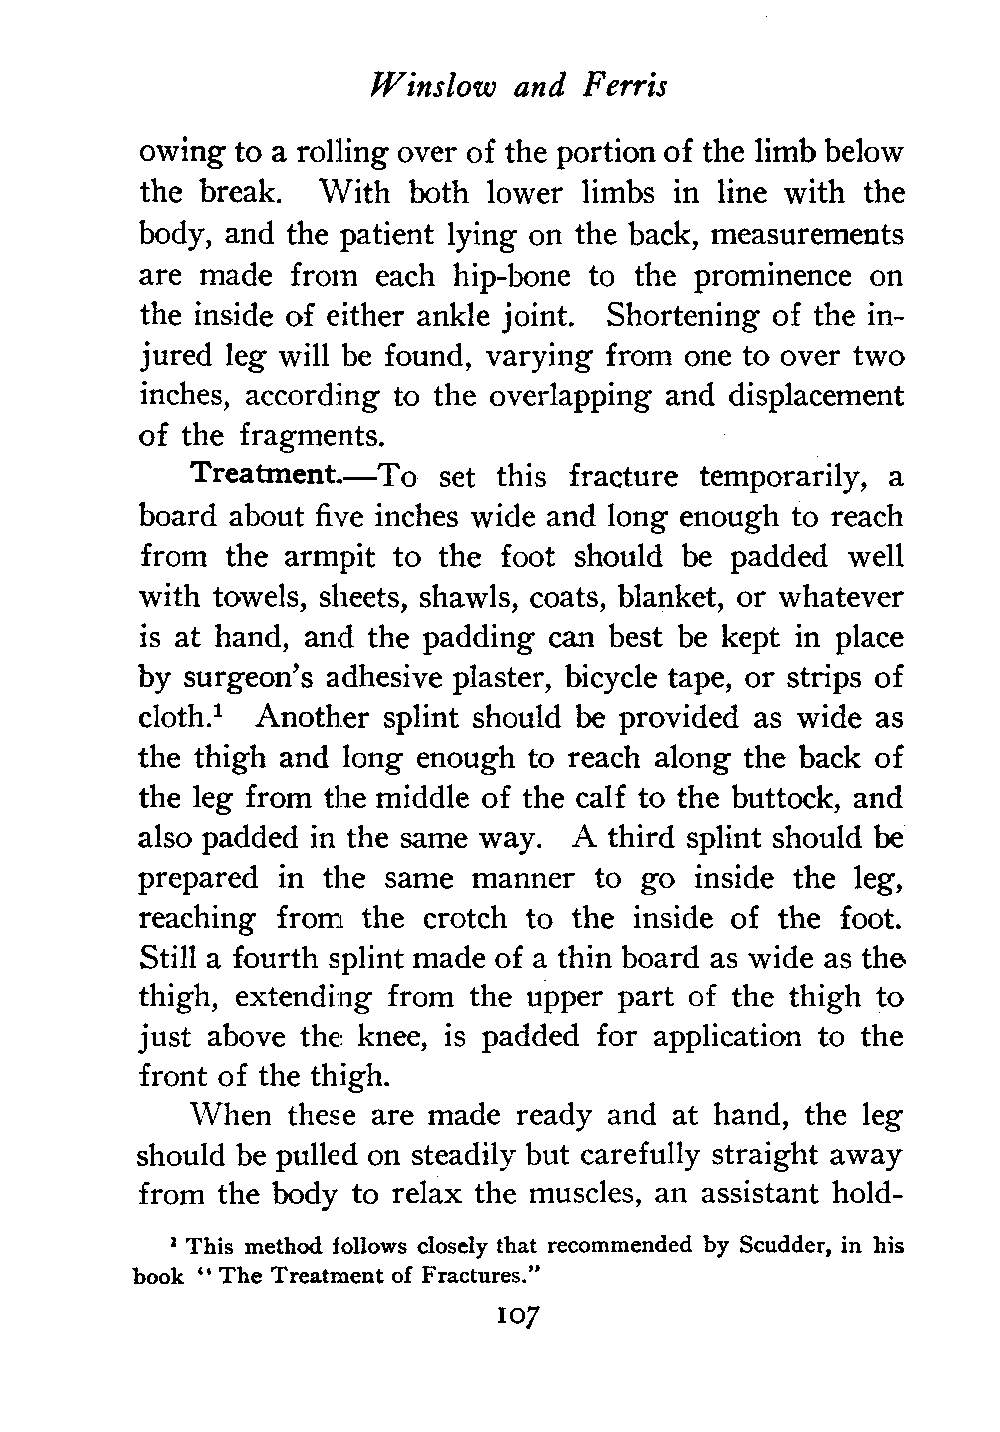 Winslow and Ferris
owing to a rolling over of the portion of the limb below
the break. With both lower limbs in line with the
body, and the patient lying on the back, measurements
are made from each hip-bone to the prominence on
the inside of either ankle joint. Shortening of the in-
jured leg will be found, varying from one to over two
inches, according to the overlapping and displacement
of the fragments.
Treatment.—To set this fracture temporarily, a
board about five inches wide and long enough to reach
from the armpit to the foot should be padded well
with towels, sheets, shawls, coats, blanket, or whatever
is at hand, and the padding can best be kept in place
by surgeon's adhesive plaster, bicycle tape, or strips of
cloth.¹ Another splint should be provided as wide as
the thigh and long enough to reach along the back of
the leg from the middle of the calf to the buttock, and
also padded in the same way. A third splint should be
prepared in the same manner to go inside the leg,
reaching from the crotch to the inside of the foot.
Still a fourth splint made of a thin board as wide as the
thigh, extending from the upper part of the thigh to
just above the knee, is padded for application to the
front of the thigh.
When these are made ready and at hand, the leg
should be pulled on steadily but carefully straight away
from the body to relax the muscles, an assistant hold-
¹ This method follows closely that recommended by Scudder, in his
book "The Treatment of Fractures."
107